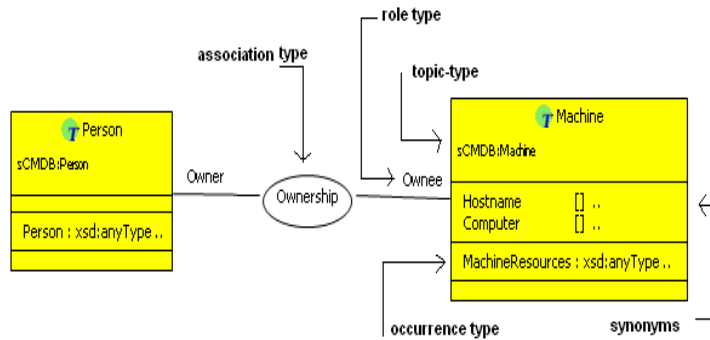 role type
association type
topic-type
T Person
sCMDB:Person
Person : xsd:anyType ..
Owner
Ownership
Ownee
T Machine
sCMDB:Machine
Hostname [] ..
Computer [] ..
MachineResources : xsd:anyType ..
occurrence type
synonyms